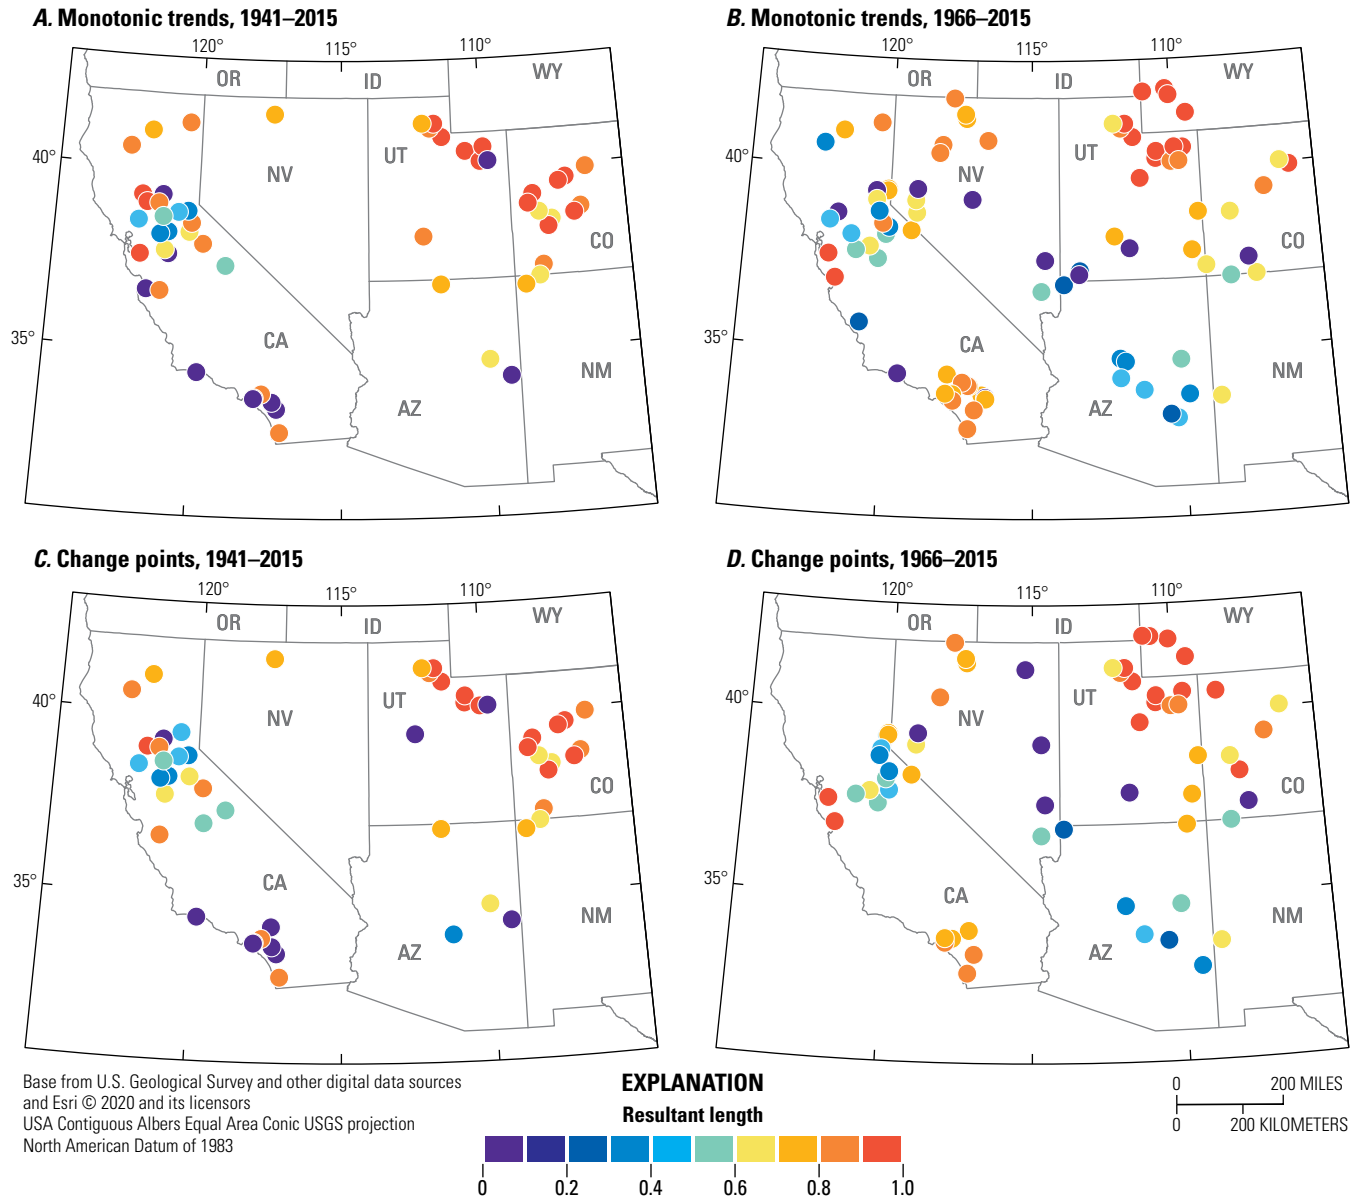 A. Monotonic trends, 1941–2015
120°
115°
110°
OR
ID
WY
40°
UT
NV
CO
35°
CA
NM
AZ
B. Monotonic trends, 1966–2015
120°
115°
110°
OR
ID
WY
40°
UT
NV
CO
35°
CA
NM
AZ
C. Change points, 1941–2015
120°
115°
110°
OR
ID
WY
40°
UT
NV
CO
35°
CA
NM
AZ
D. Change points, 1966–2015
120°
115°
110°
OR
ID
WY
40°
UT
NV
CO
35°
CA
NM
AZ
Base from U.S. Geological Survey and other digital data sources
and Esri © 2020 and its licensors
USA Contiguous Albers Equal Area Conic USGS projection
North American Datum of 1983
EXPLANATION
Resultant length
0 0.2 0.4 0.6 0.8 1.0
0 200 MILES
0 200 KILOMETERS